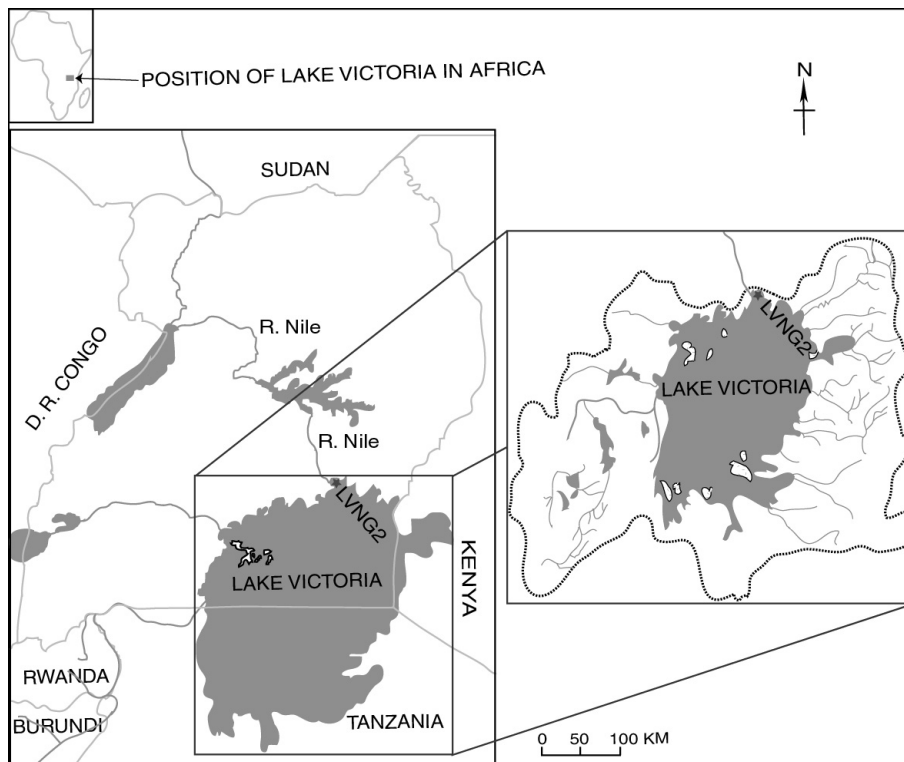 POSITION OF LAKE VICTORIA IN AFRICA
N
SUDAN
D. R. CONGO
R. Nile
R. Nile
LVNG2
LAKE VICTORIA
KENYA
RWANDA
BURUNDI
TANZANIA
LVNG2
LAKE VICTORIA
0 50 100 KM